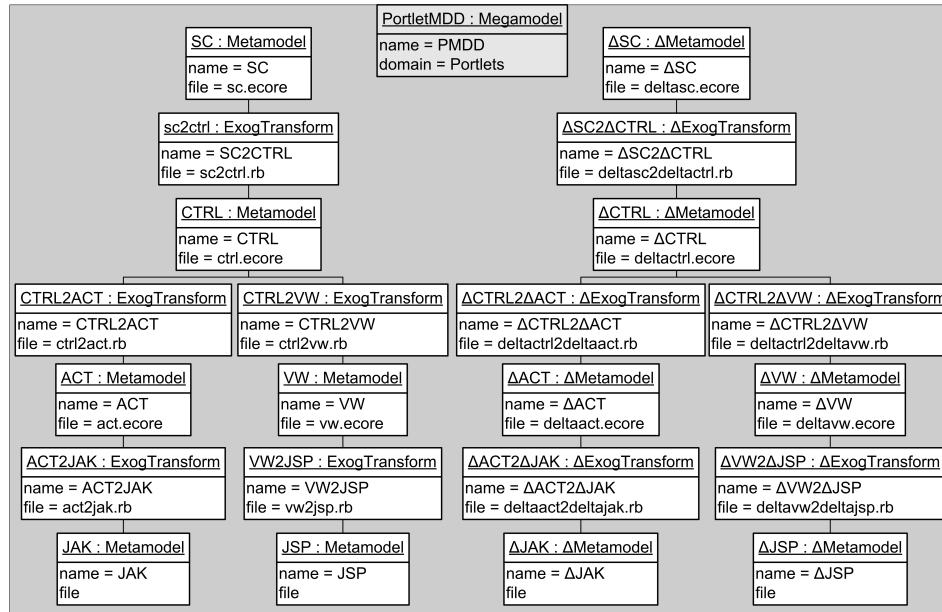 PortletMDD : Megamodel
name = PMDD
domain = Portlets
SC : Metamodel
name = SC
file = sc.ecore
ΔSC : ΔMetamodel
name = ΔSC
file = deltasc.ecore
sc2ctrl : ExogTransform
name = SC2CTRL
file = sc2ctrl.rb
ΔSC2ΔCTRL : ΔExogTransform
name = ΔSC2ΔCTRL
file = deltasc2deltactrl.rb
CTRL : Metamodel
name = CTRL
file = ctrl.ecore
ΔCTRL : ΔMetamodel
name = ΔCTRL
file = deltactrl.ecore
CTRL2ACT : ExogTransform
name = CTRL2ACT
file = ctrl2act.rb
CTRL2VW : ExogTransform
name = CTRL2VW
file = ctrl2vw.rb
ΔCTRL2ΔACT : ΔExogTransform
name = ΔCTRL2ΔACT
file = deltactrl2deltaact.rb
ΔCTRL2ΔVW : ΔExogTransform
name = ΔCTRL2ΔVW
file = deltactrl2deltavw.rb
ACT : Metamodel
name = ACT
file = act.ecore
VW : Metamodel
name = VW
file = vw.ecore
ΔACT : ΔMetamodel
name = ΔACT
file = deltaact.ecore
ΔVW : ΔMetamodel
name = ΔVW
file = deltavw.ecore
ACT2JAK : ExogTransform
name = ACT2JAK
file = act2jak.rb
VW2JSP : ExogTransform
name = VW2JSP
file = vw2jsp.rb
ΔACT2ΔJAK : ΔExogTransform
name = ΔACT2ΔJAK
file = deltaact2deltajak.rb
ΔVW2ΔJSP : ΔExogTransform
name = ΔVW2ΔJSP
file = deltavw2deltajsp.rb
JAK : Metamodel
name = JAK
file
JSP : Metamodel
name = JSP
file
ΔJAK : ΔMetamodel
name = ΔJAK
file
ΔJSP : ΔMetamodel
name = ΔJSP
file